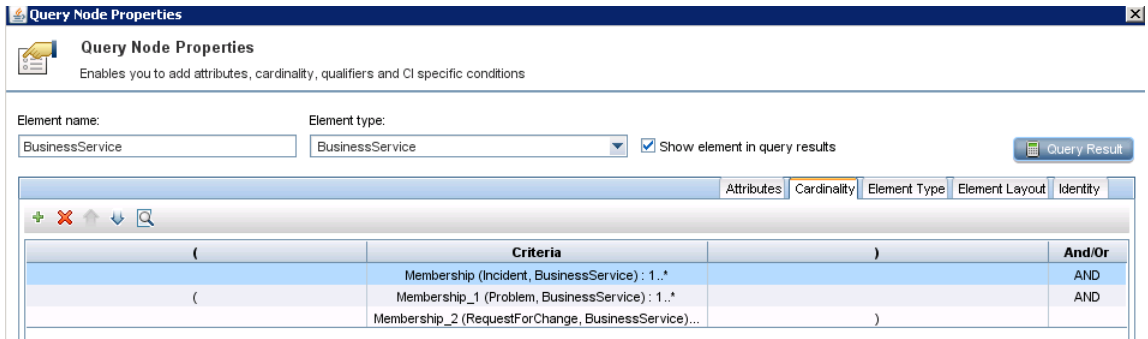 Query Node Properties
Query Node Properties
Enables you to add attributes, cardinality, qualifiers and CI specific conditions
Element name: Element type:
BusinessService BusinessService Show element in query results Query Result
Attributes Cardinality Element Type Element Layout Identity
( Criteria ) And/Or
Membership (Incident, BusinessService) : 1..* AND
( Membership_1 (Problem, BusinessService) : 1..* AND
Membership_2 (RequestForChange, BusinessService)... )